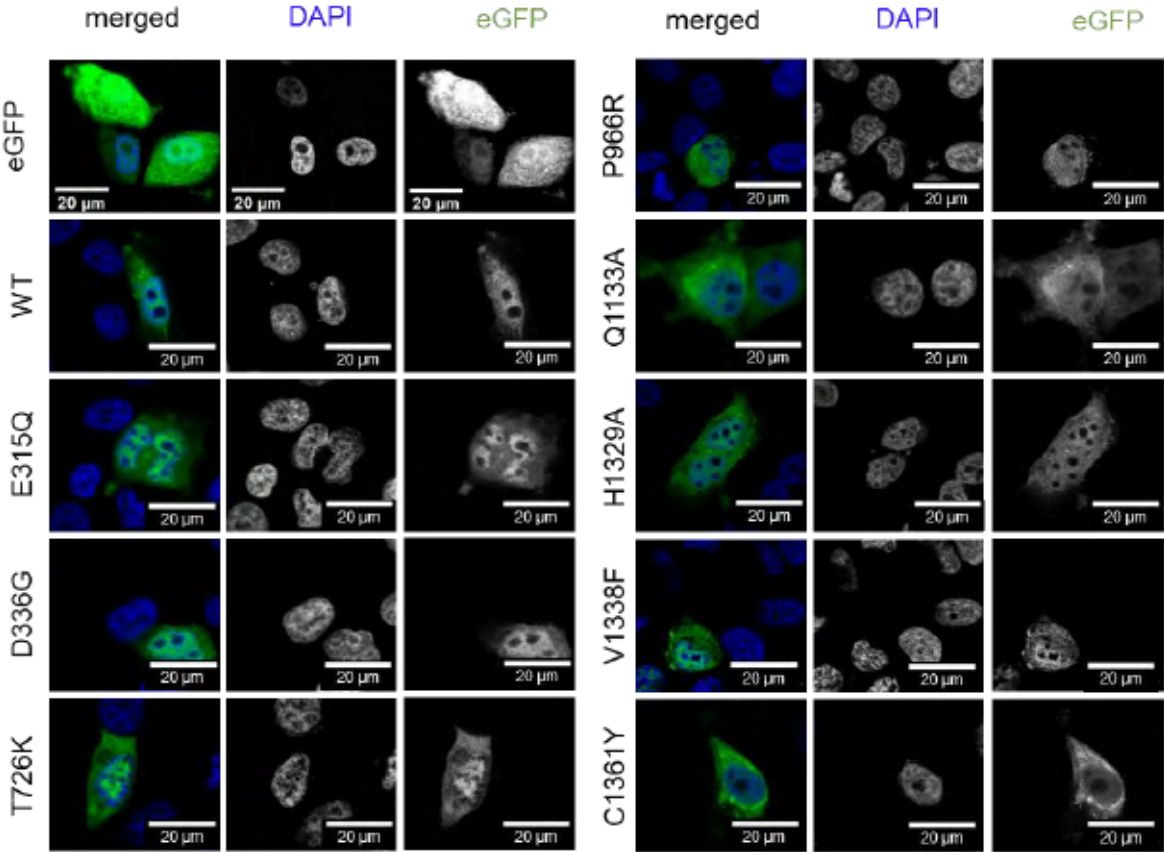 merged DAPI eGFP merged DAPI eGFP
eGFP 20 µm 20 µm 20 µm P966R 20 µm 20 µm 20 µm
WT 20 µm 20 µm 20 µm Q1133A 20 µm 20 µm 20 µm
E315Q 20 µm 20 µm 20 µm H1329A 20 µm 20 µm 20 µm
D336G 20 µm 20 µm 20 µm V1338F 20 µm 20 µm 20 µm
T726K 20 µm 20 µm 20 µm C1361Y 20 µm 20 µm 20 µm